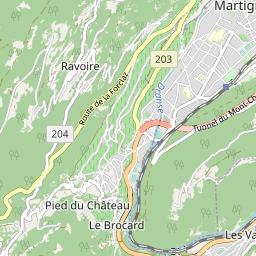 Martig
203
Ravoire
Route de la Forclaz
Dranse
204
Tunnel du Mont-Ch
Pied du Château
Le Brocard
Les Va